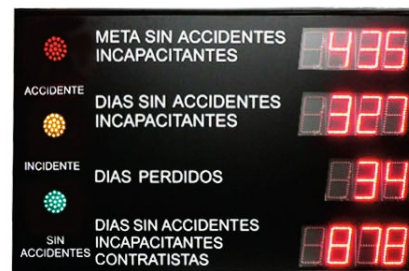 META SIN ACCIDENTES
INCAPACITANTES
435
ACCIDENTE
DIAS SIN ACCIDENTES
INCAPACITANTES
327
INCIDENTE
DIAS PERDIDOS
34
SIN
ACCIDENTES
DIAS SIN ACCIDENTES
INCAPACITANTES
CONTRATISTAS
878